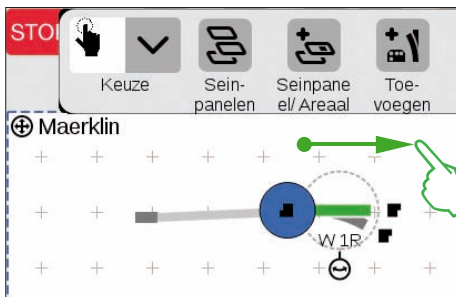 STO
Keuze
Sein-
panelen
Seinpane
el/ Areaal
Toe-
voegen
Maerklin
W 1R